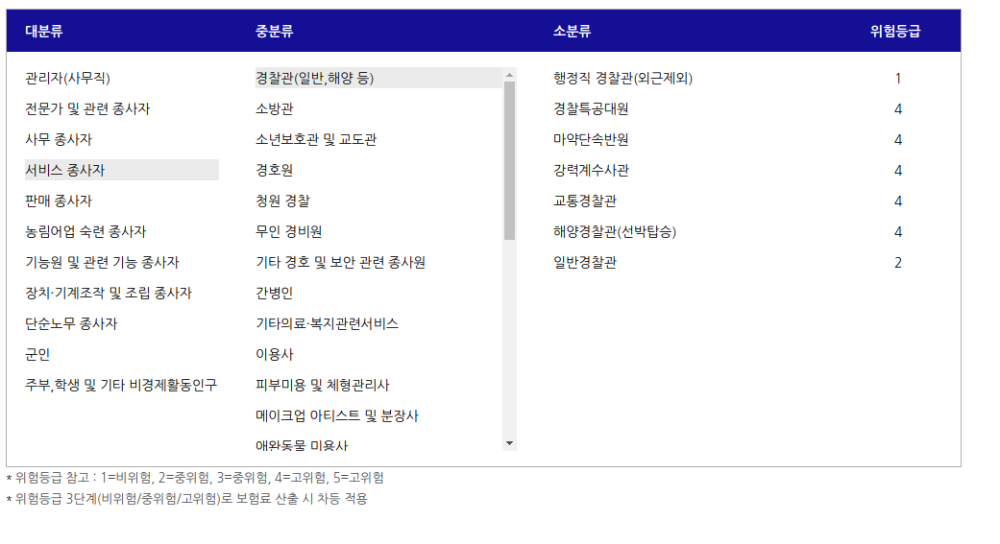 대분류 중분류 소분류 위험등급
관리자(사무직) 경찰관(일반,해양 등) 행정직 경찰관(외근제외) 1
전문가 및 관련 종사자 소방관 경찰특공대원 4
사무 종사자 소년보호관 및 교도관 마약단속반원 4
서비스 종사자 경호원 강력계수사관 4
판매 종사자 청원 경찰 교통경찰관 4
농림어업 숙련 종사자 무인 경비원 해양경찰관(선박탑승) 4
기능원 및 관련 기능 종사자 기타 경호 및 보안 관련 종사원 일반경찰관 2
장치·기계조작 및 조립 종사자 간병인
단순노무 종사자 기타의료·복지관련서비스
군인 이용사
주부,학생 및 기타 비경제활동인구 피부미용 및 체형관리사
메이크업 아티스트 및 분장사
애완동물 미용사
* 위험등급 참고 : 1=비위험, 2=중위험, 3=중위험, 4=고위험, 5=고위험
* 위험등급 3단계(비위험/중위험/고위험)로 보험료 산출 시 차등 적용